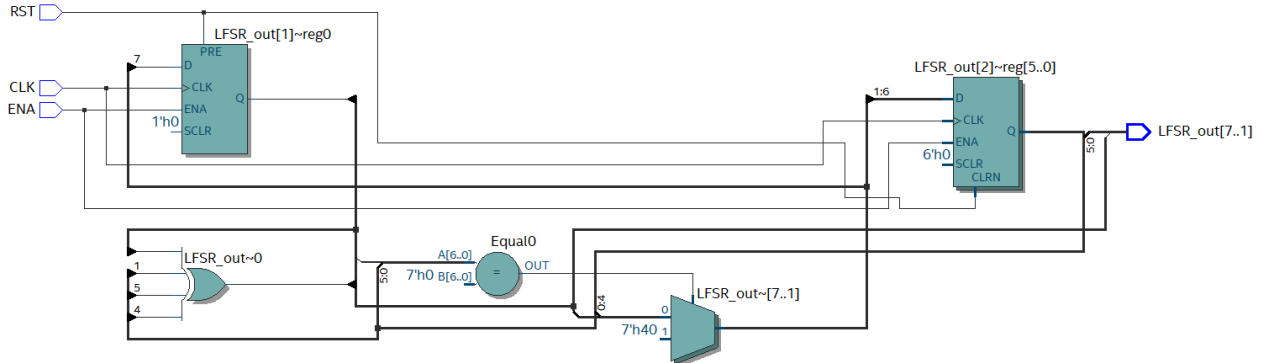 RST
LFSR_out[1]~reg0
PRE
7
D
CLK
CLK
ENA
ENA
Q
1'h0
SCLR
LFSR_out[2]~reg[5..0]
1:6
D
CLK
ENA
Q
6'h0
SCLR
CLRN
5:0
LFSR_out[7..1]
LFSR_out~0
1
5
4
5:0
Equal0
A[6..0]
7'h0
B[6..0]
=
OUT
0:4
LFSR_out~[7..1]
0
7'h40
1